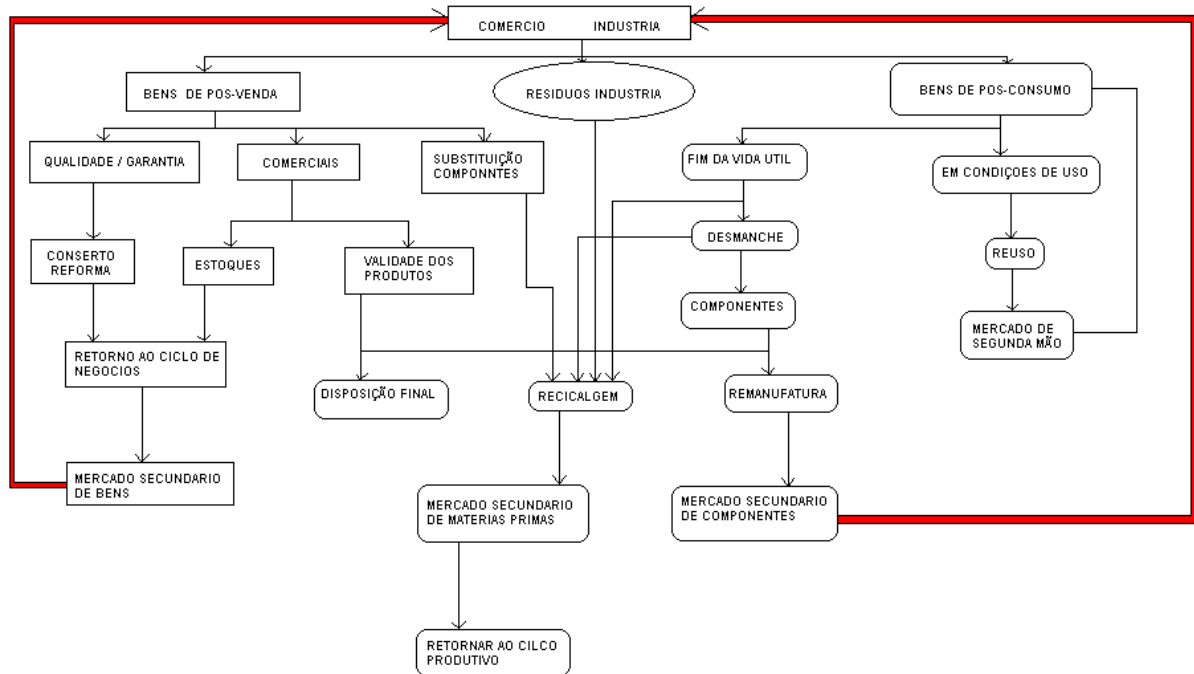 COMERCIO INDUSTRIA
BENS DE POS-VENDA
RESIDUOS INDUSTRIA
BENS DE POS-CONSUMO
QUALIDADE / GARANTIA
COMERCIAIS
SUBSTITUIÇÃO
COMPONNTES
FIM DA VIDA UTIL
EM CONDIÇOES DE USO
CONSERTO
REFORMA
ESTOQUES
VALIDADE DOS
PRODUTOS
DESMANCHE
REUSO
COMPONENTES
MERCADO DE
SEGUNDA MÃO
RETORNO AO CICLO DE
NEGOCIOS
DISPOSIÇÃO FINAL
RECICALGEM
REMANUFATURA
MERCADO SECUNDARIO
DE BENS
MERCADO SECUNDARIO
DE MATERIAS PRIMAS
MERCADO SECUNDARIO
DE COMPONENTES
RETORNAR AO CILCO
PRODUTIVO